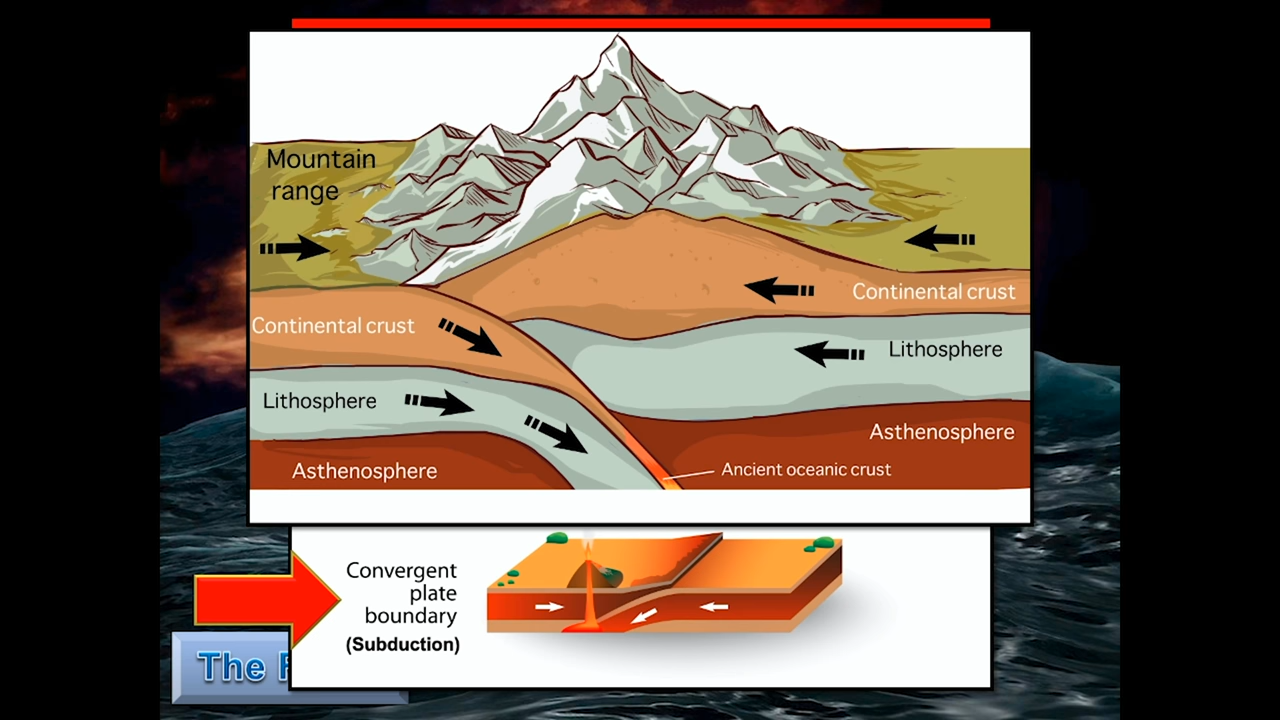 Mountain
range
Continental crust
Continental crust
Lithosphere
Lithosphere
Asthenosphere
Asthenosphere
Ancient oceanic crust
Convergent
plate
boundary
(Subduction)
The